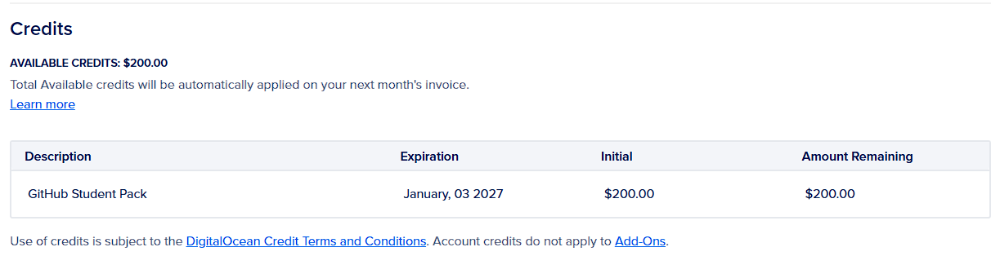 Credits
AVAILABLE CREDITS: $200.00
Total Available credits will be automatically applied on your next month's invoice.
Learn more
Description Expiration Initial Amount Remaining
GitHub Student Pack January, 03 2027 $200.00 $200.00
Use of credits is subject to the DigitalOcean Credit Terms and Conditions. Account credits do not apply to Add-Ons.